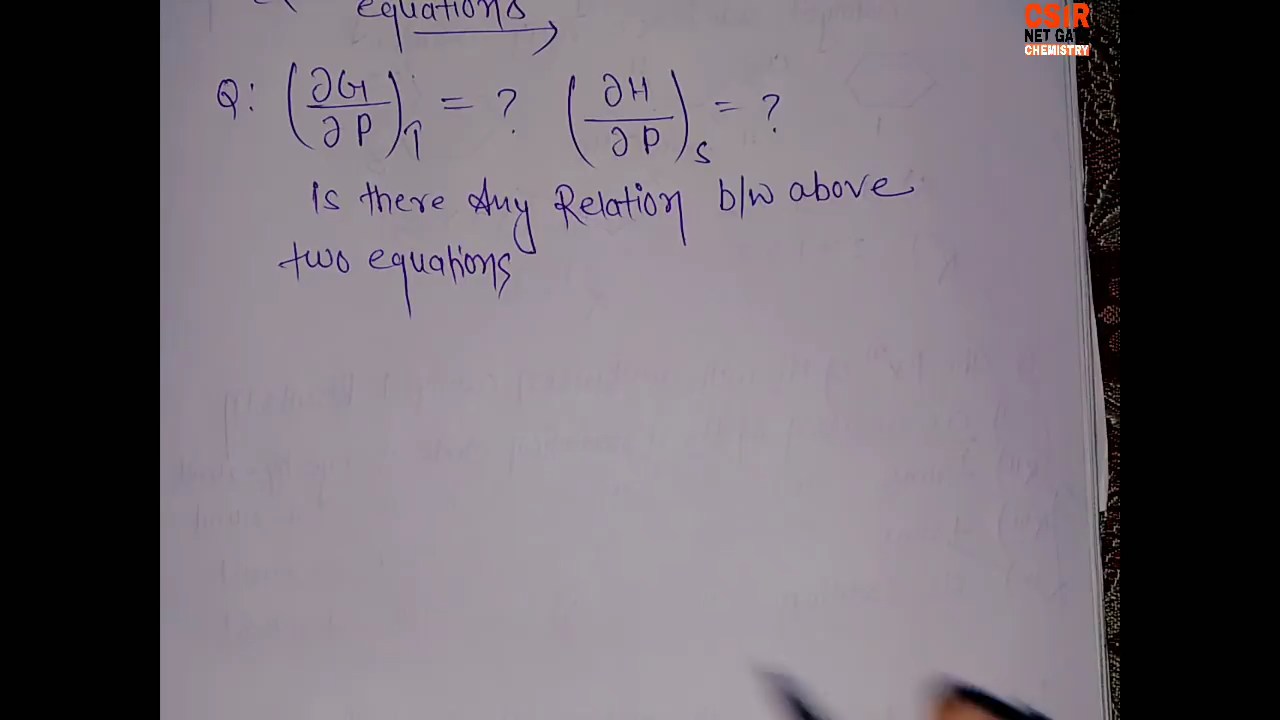 equations
CSIR
NET GATE
CHEMISTRY
Q: (∂G/∂P)T = ? (∂H/∂P)S = ?
Is there Any Relation b/w above
two equations